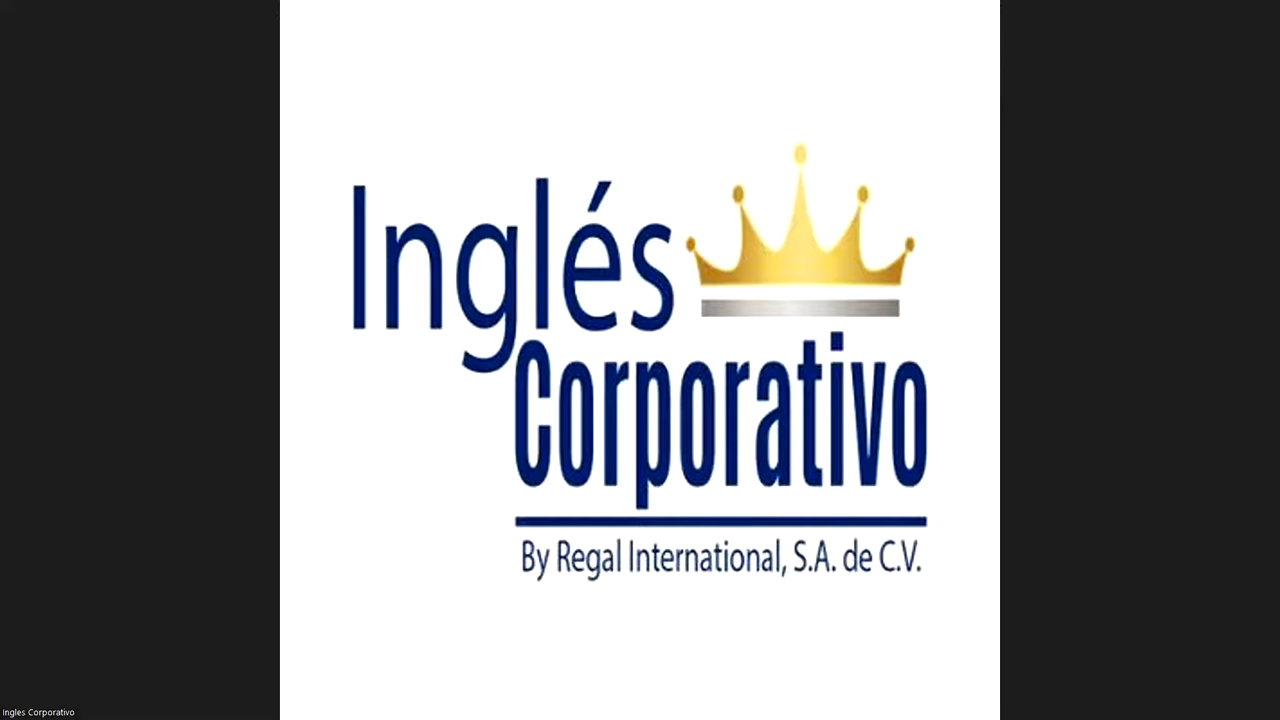 Inglés
Corporativo
By Regal International, S.A. de C.V.
Ingles Corporativo